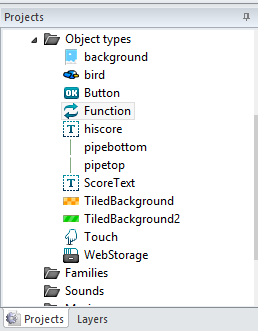 Projects
Object types
background
bird
OK Button
Function
T hiscore
pipebottom
pipetop
T ScoreText
TiledBackground
TiledBackground2
Touch
WebStorage
Families
Sounds
Projects Layers